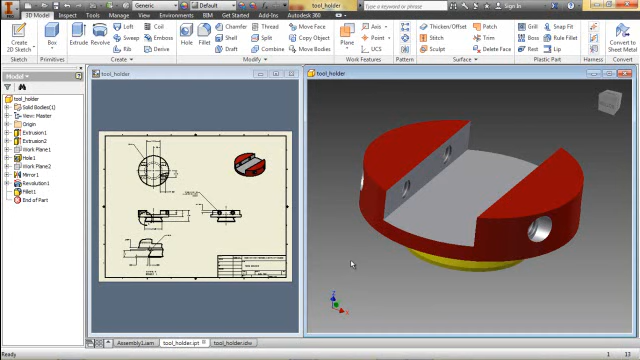 Generic
Default
tool_holder
PRO
3D Model Inspect Tools Manage View Environments BIM Get Started Add-Ins Autodesk 360
Create 2D Sketch
Extrude
Revolve
Loft
Coil
Sweep
Emboss
Rib
Derive
Hole
Fillet
Chamfer
Shell
Draft
Thread
Split
Combine
Move Face
Copy Object
Move Bodies
Plane
Axis
Point
UCS
Thickness/Offset
Patch
Stitch
Trim
Sculpt
Delete Face
Grill
Snap Fit
Boss
Rule Fillet
Rest
Lip
Convert to Sheet Metal
Sketch Primitives Create Modify Work Features Pattern Surface Plastic Part Harness Convert
Model
tool_holder
Solid Bodies(1)
View: Master
Origin
Extrusion1
Extrusion2
Work Plane1
Hole1
Work Plane2
Mirror1
Revolution1
Fillet1
End of Part
tool_holder
tool_holder
Assembly1.iam tool_holder.ipt tool_holder.idw
Ready
1 13